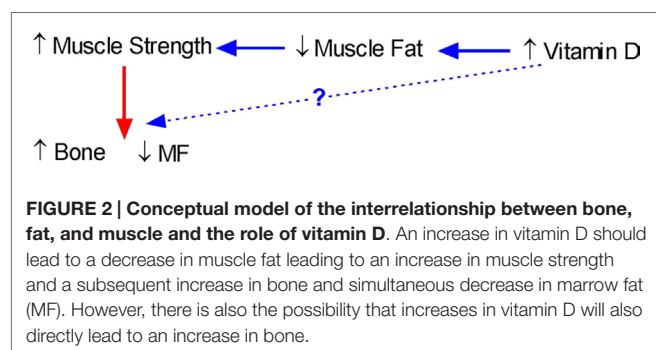 ↑ Muscle Strength ↓ Muscle Fat ↑ Vitamin D
?
↑ Bone ↓ MF
FIGURE 2 | Conceptual model of the interrelationship between bone,
fat, and muscle and the role of vitamin D. An increase in vitamin D should
lead to a decrease in muscle fat leading to an increase in muscle strength
and a subsequent increase in bone and simultaneous decrease in marrow fat
(MF). However, there is also the possibility that increases in vitamin D will also
directly lead to an increase in bone.